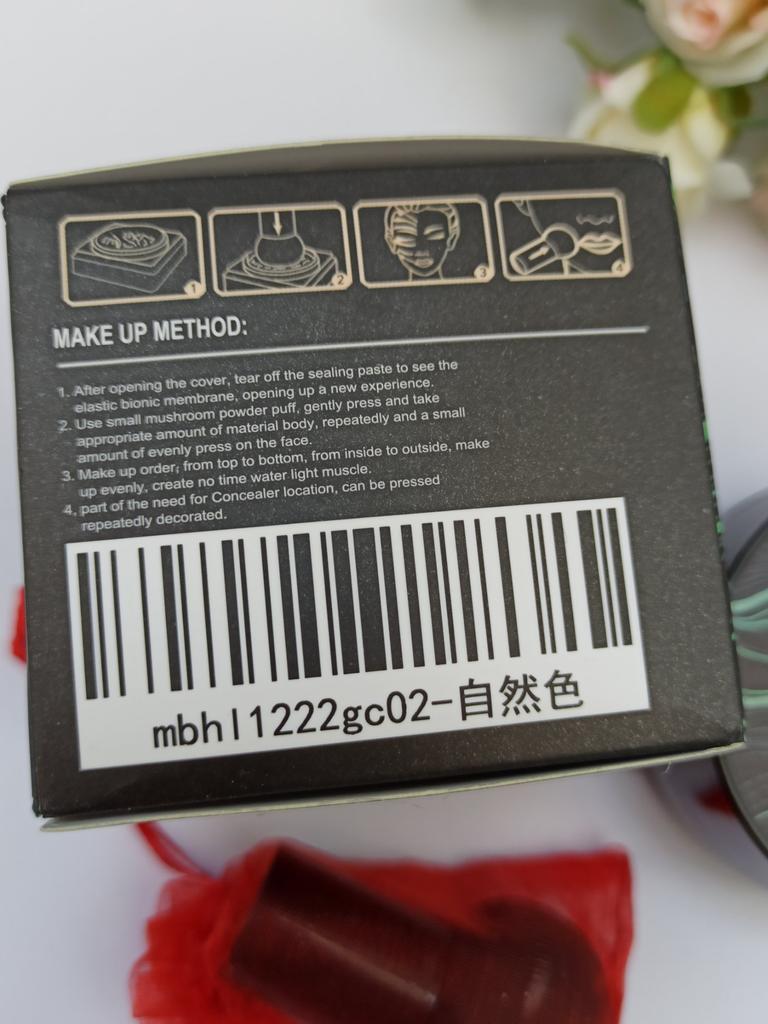 1
2
3
4
MAKE UP METHOD:
1. After opening the cover, tear off the sealing paste to see the
elastic bionic membrane, opening up a new experience.
2. Use small mushroom powder puff, gently press and take
appropriate amount of material body, repeatedly and a small
amount of evenly press on the face.
3. Make up order; from top to bottom, from inside to outside, make
up evenly, create no time water light muscle.
4, part of the need for Concealer location, can be pressed
repeatedly decorated.
mbhl1222gc02-自然色